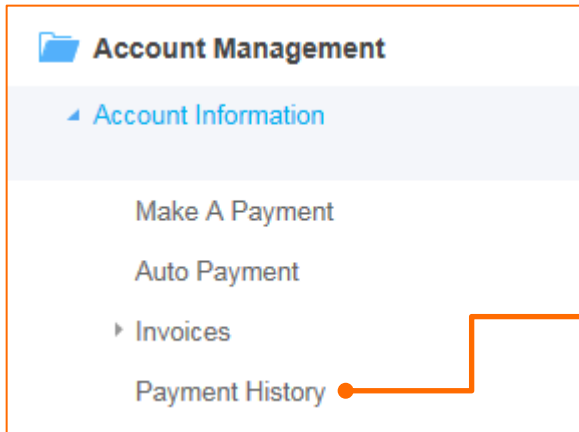 Account Management
Account Information
Make A Payment
Auto Payment
Invoices
Payment History